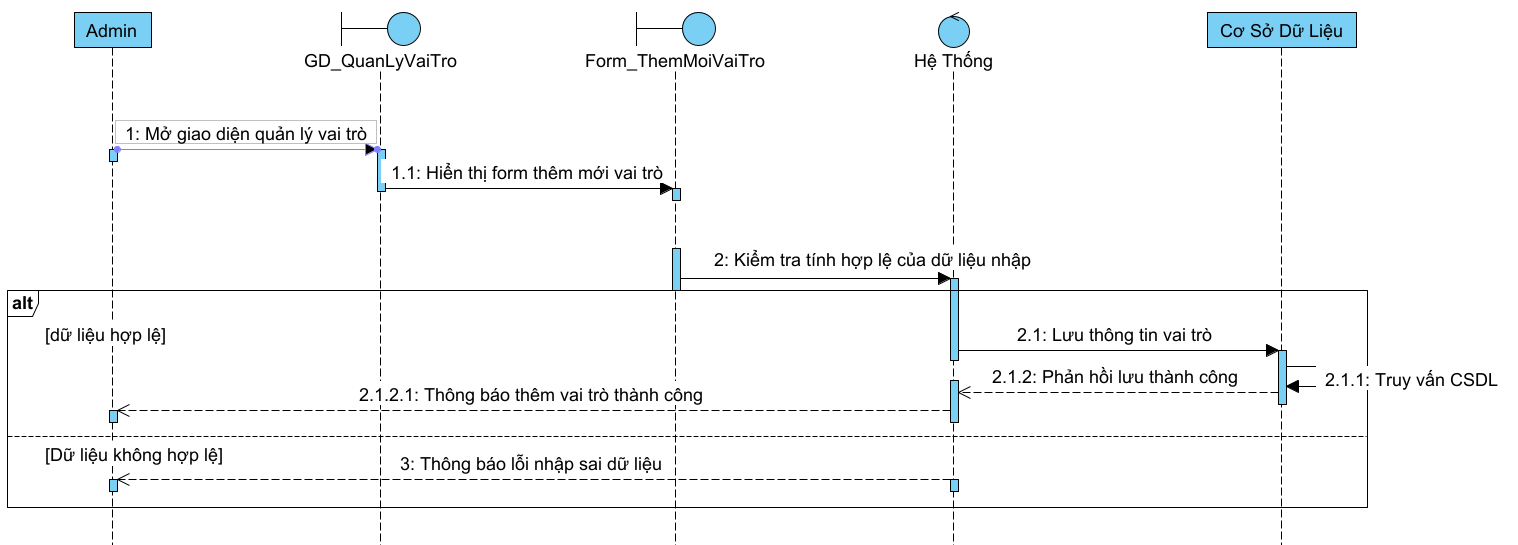 Admin
GD_QuanLyVaiTro
Form_ThemMoiVaiTro
Hệ Thống
Cơ Sở Dữ Liệu
1: Mở giao diện quản lý vai trò
1.1: Hiển thị form thêm mới vai trò
2: Kiểm tra tính hợp lệ của dữ liệu nhập
alt
[dữ liệu hợp lệ]
2.1: Lưu thông tin vai trò
2.1.1: Truy vấn CSDL
2.1.2: Phản hồi lưu thành công
2.1.2.1: Thông báo thêm vai trò thành công
[Dữ liệu không hợp lệ]
3: Thông báo lỗi nhập sai dữ liệu